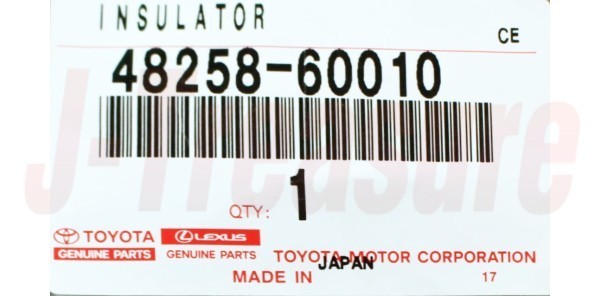 INSULATOR
CE
48258-60010
J-Treasure
QTY: 1
TOYOTA
GENUINE PARTS
LEXUS
GENUINE PARTS
TOYOTA MOTOR CORPORATION
MADE IN JAPAN
17